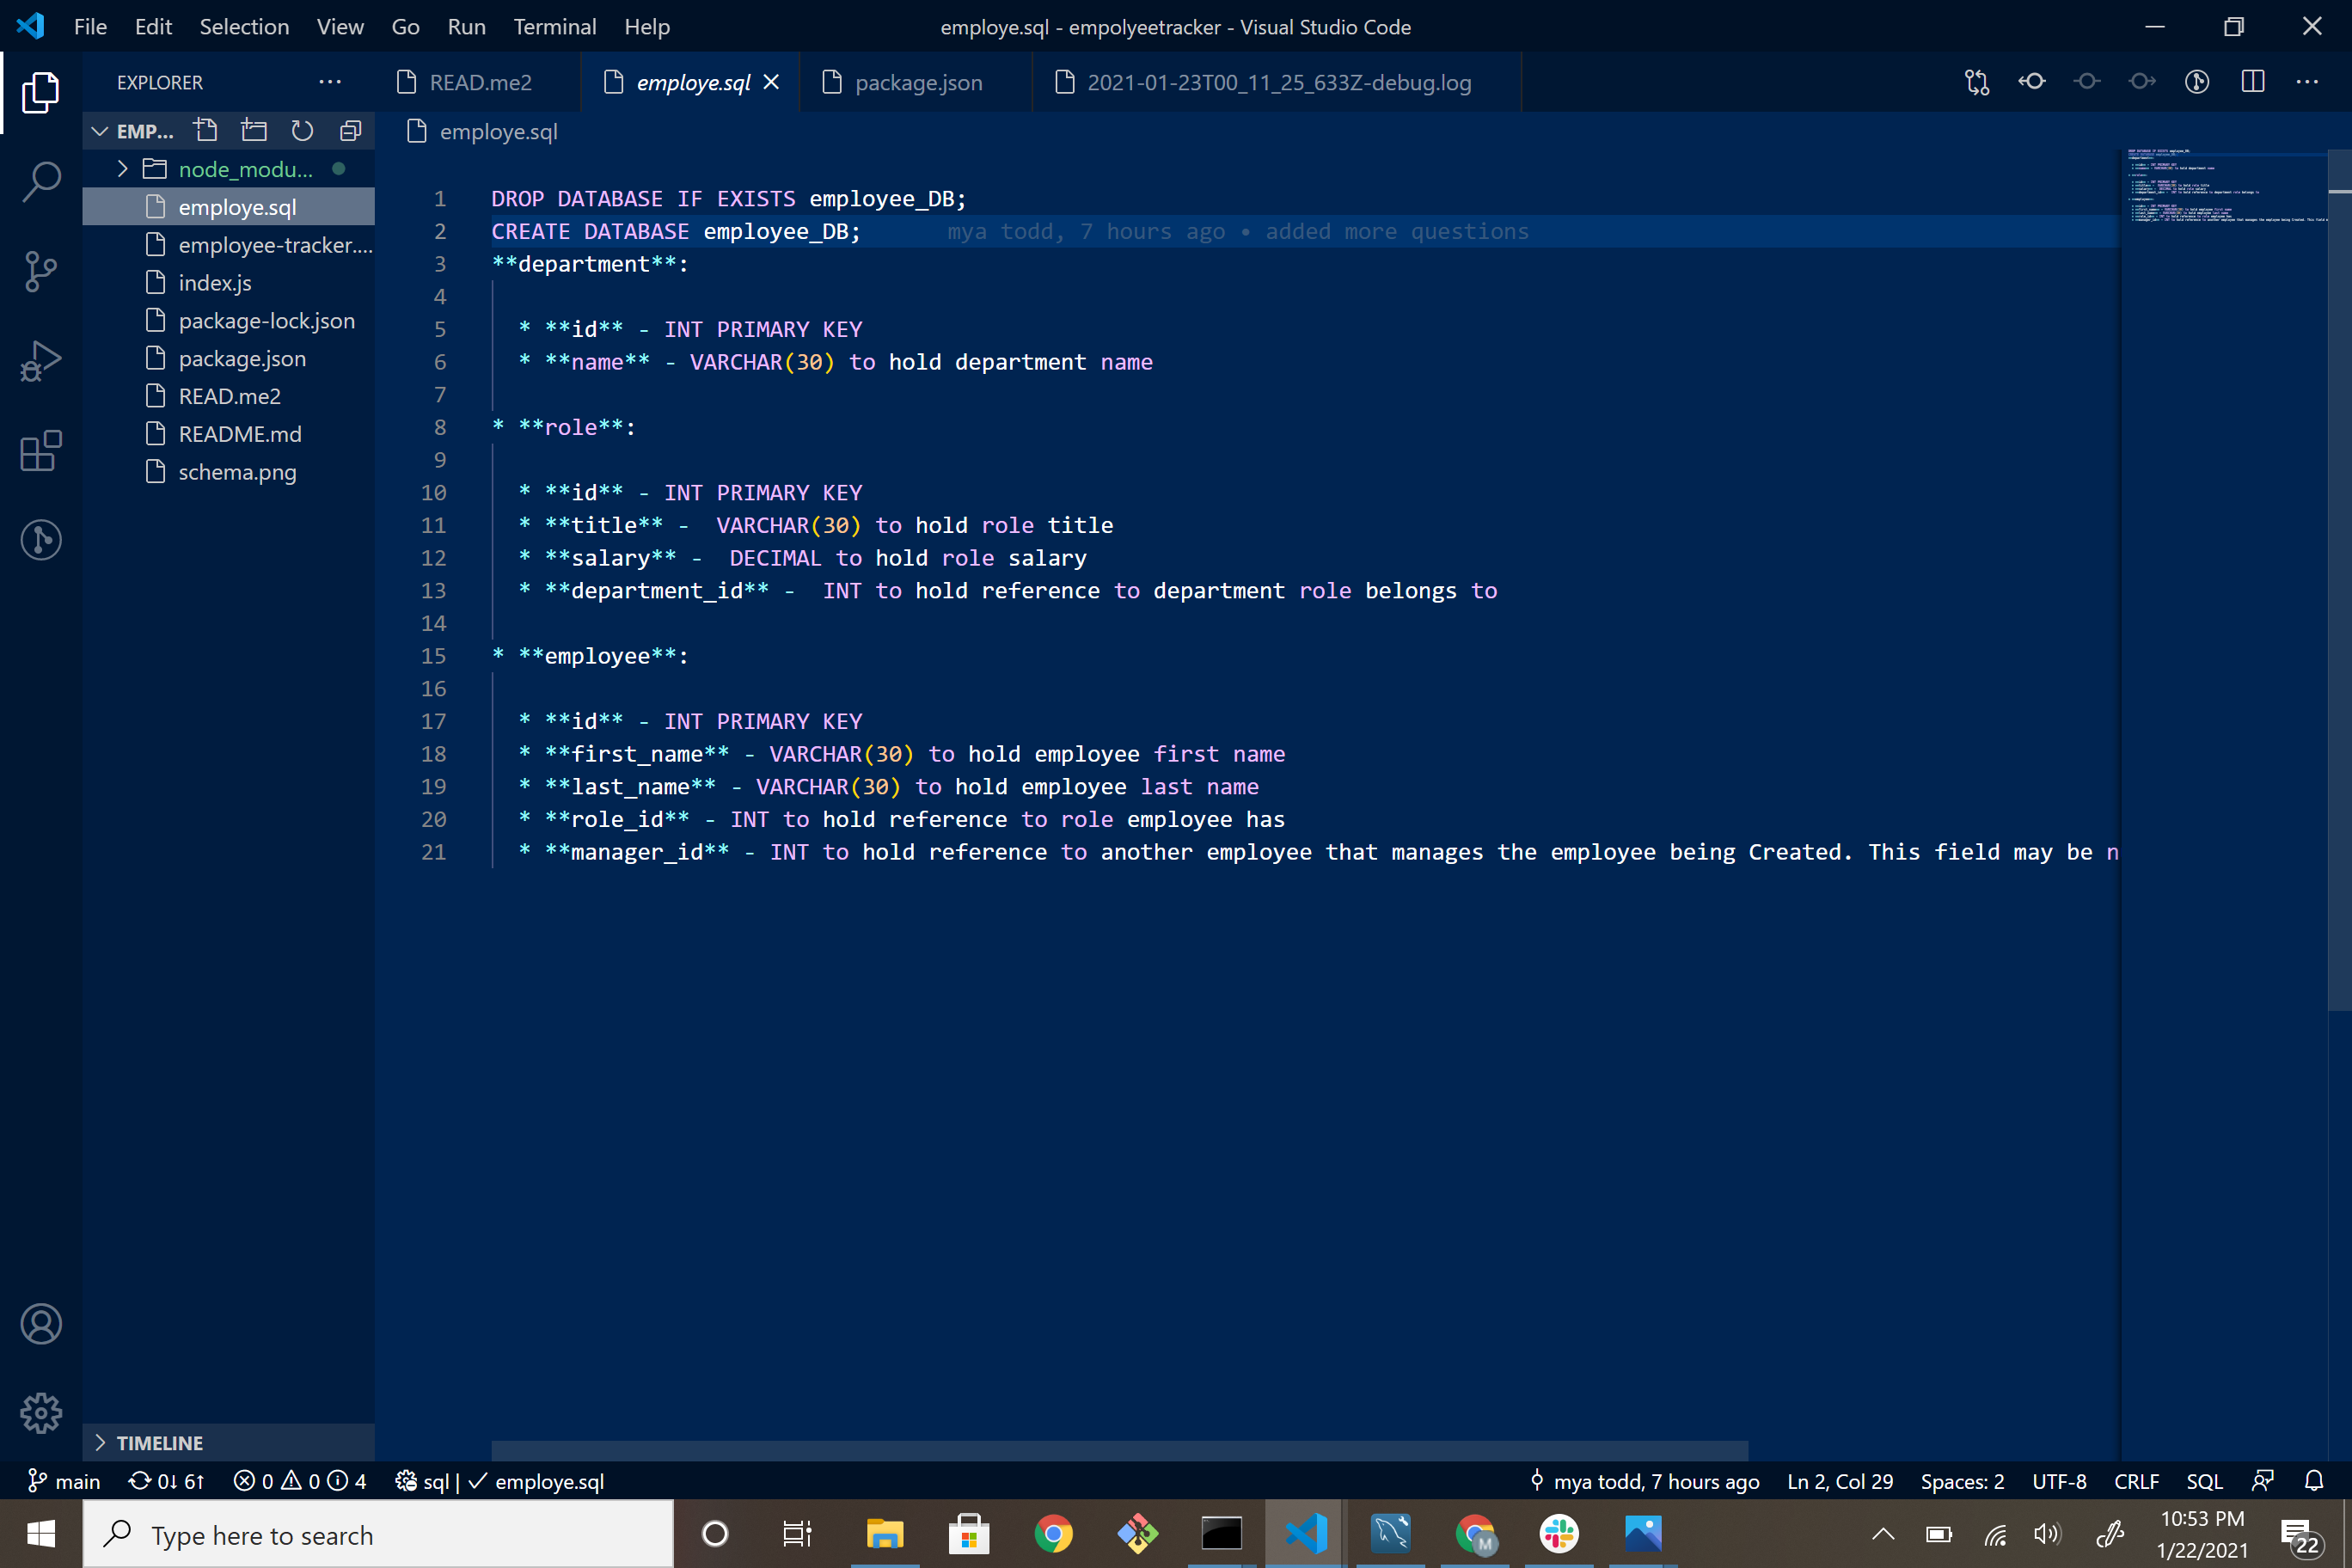 File Edit Selection View Go Run Terminal Help
employe.sql - empolyeetracker - Visual Studio Code
EXPLORER
READ.me2
employe.sql
package.json
2021-01-23T00_11_25_633Z-debug.log
EMP...
node_modu...
employe.sql
employee-tracker....
index.js
package-lock.json
package.json
READ.me2
README.md
schema.png
TIMELINE
employe.sql
1 DROP DATABASE IF EXISTS employee_DB;
2 CREATE DATABASE employee_DB; mya todd, 7 hours ago • added more questions
3 **department**:
4
5 * **id** - INT PRIMARY KEY
6 * **name** - VARCHAR(30) to hold department name
7
8 * **role**:
9
10 * **id** - INT PRIMARY KEY
11 * **title** -  VARCHAR(30) to hold role title
12 * **salary** -  DECIMAL to hold role salary
13 * **department_id** -  INT to hold reference to department role belongs to
14
15 * **employee**:
16
17 * **id** - INT PRIMARY KEY
18 * **first_name** - VARCHAR(30) to hold employee first name
19 * **last_name** - VARCHAR(30) to hold employee last name
20 * **role_id** - INT to hold reference to role employee has
21 * **manager_id** - INT to hold reference to another employee that manages the employee being Created. This field may be n
main 0↓ 6↑ 0 0 4 sql | ✓ employe.sql
mya todd, 7 hours ago Ln 2, Col 29 Spaces: 2 UTF-8 CRLF SQL
Type here to search
M
10:53 PM
1/22/2021
22